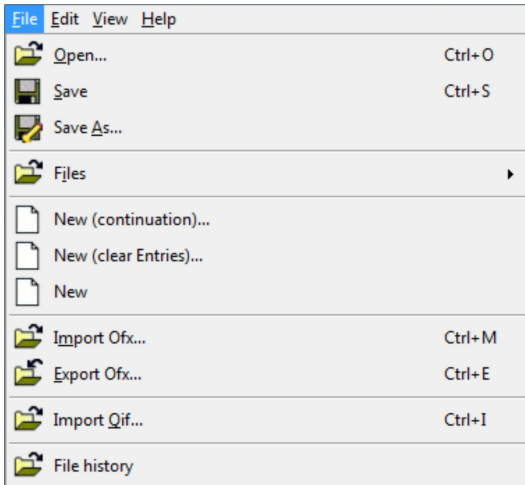 File Edit View Help
Open... Ctrl+O
Save Ctrl+S
Save As...
Files
New (continuation)...
New (clear Entries)...
New
Import Ofx... Ctrl+M
Export Ofx... Ctrl+E
Import Qif... Ctrl+I
File history